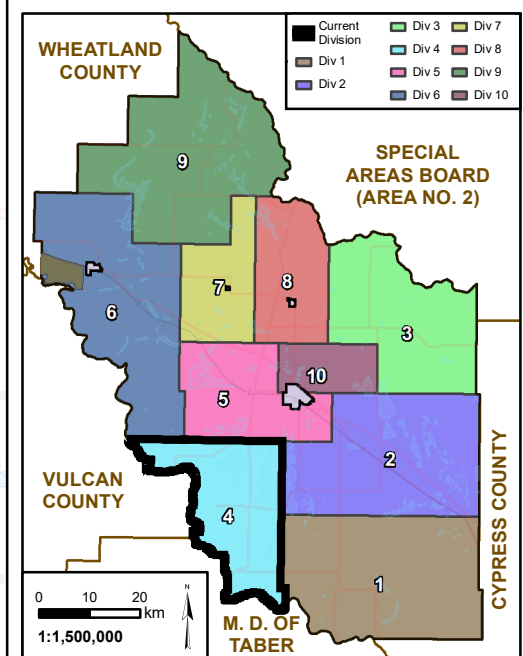 WHEATLAND
COUNTY
Current
Division
Div 1
Div 2
Div 3
Div 4
Div 5
Div 6
Div 7
Div 8
Div 9
Div 10
SPECIAL
AREAS BOARD
(AREA NO. 2)
9
6
7
8
3
5
10
2
VULCAN
COUNTY
4
CYPRESS COUNTY
1
0 10 20
km
1:1,500,000
N
M. D. OF
TABER